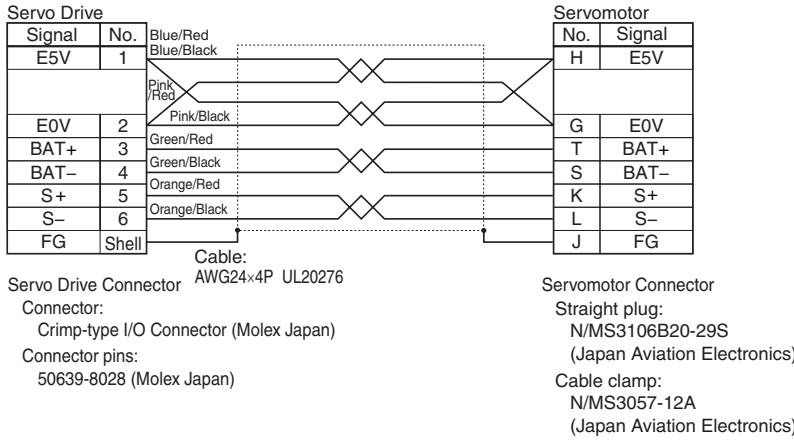 Servo Drive
Servomotor
Signal No.
No. Signal
Blue/Red
Blue/Black
E5V 1
H E5V
Pink
/Red
Pink/Black
E0V 2
G E0V
Green/Red
BAT+ 3
T BAT+
Green/Black
BAT− 4
S BAT−
Orange/Red
S+ 5
K S+
Orange/Black
S− 6
L S−
FG Shell
J FG
Cable:
AWG24×4P UL20276
Servo Drive Connector
Connector:
Crimp-type I/O Connector (Molex Japan)
Connector pins:
50639-8028 (Molex Japan)
Servomotor Connector
Straight plug:
N/MS3106B20-29S
(Japan Aviation Electronics)
Cable clamp:
N/MS3057-12A
(Japan Aviation Electronics)